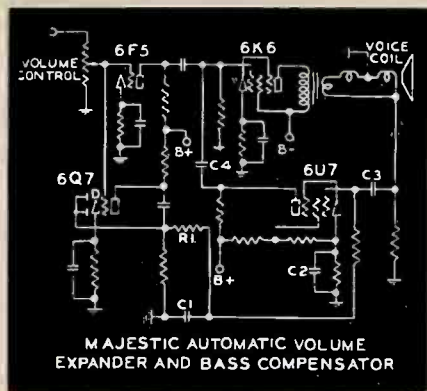 6F5
6K6
VOICE
COIL
VOLUME
CONTROL
B+
B-
C4
6Q7
D
6U7
C3
R1
B+
C2
C1
MAJESTIC AUTOMATIC VOLUME
EXPANDER AND BASS COMPENSATOR